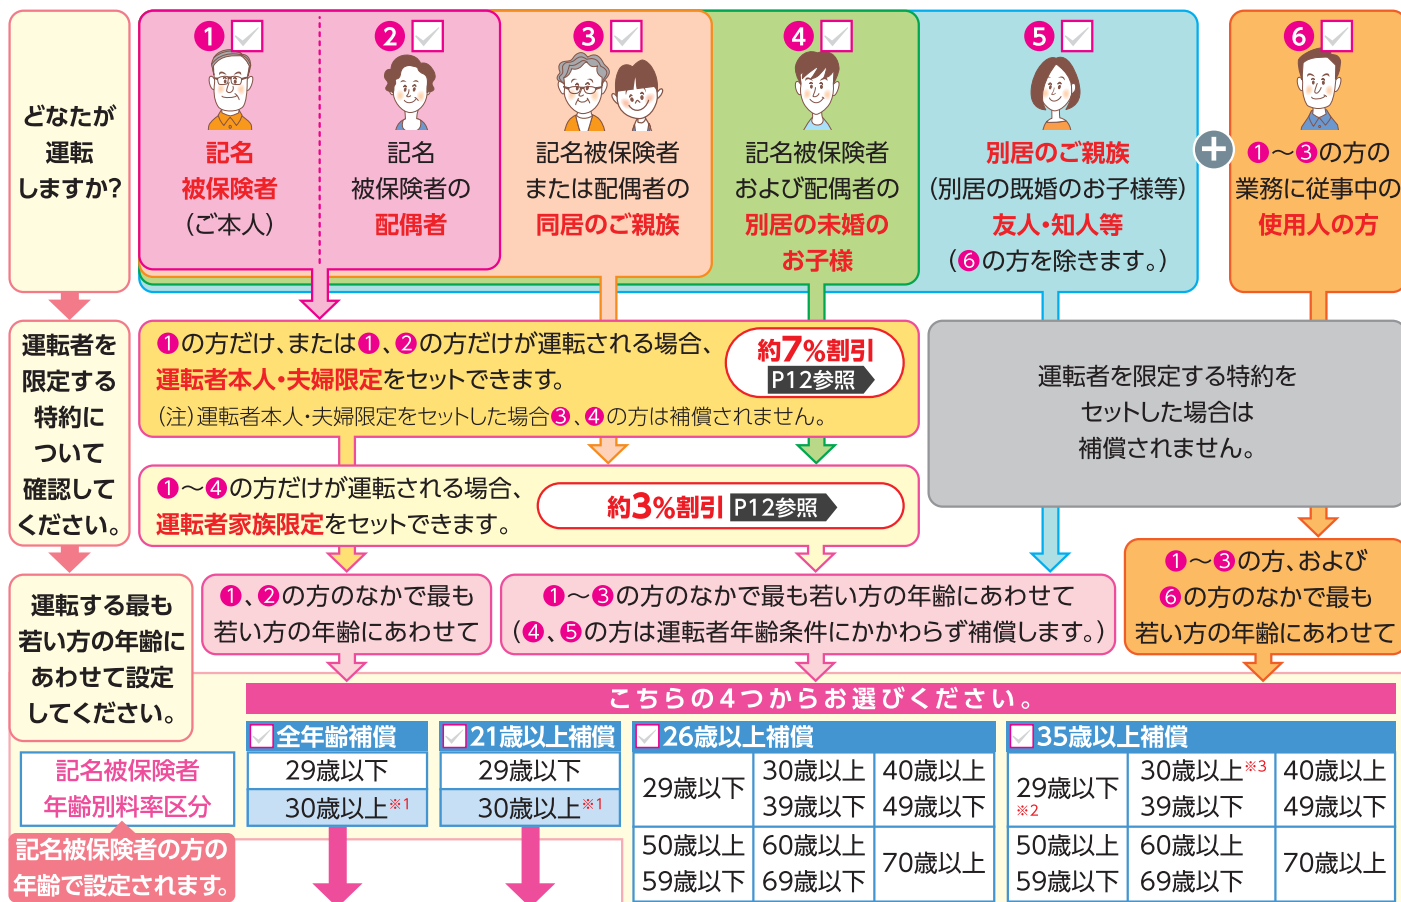 どなたが
運転
しますか?
❶
記名
被保険者
(ご本人)
❷
記名
被保険者の
配偶者
❸
記名被保険者
または配偶者の
同居のご親族
❹
記名被保険者
および配偶者の
別居の未婚の
お子様
❺
別居のご親族
(別居の既婚のお子様等)
友人・知人等
(❻の方を除きます。)
+
❻
❶～❸の方の
業務に従事中の
使用人の方
運転者を
限定する
特約に
ついて
確認して
ください。
❶の方だけ、または❶、❷の方だけが運転される場合、
運転者本人・夫婦限定をセットできます。
(注)運転者本人・夫婦限定をセットした場合❸、❹の方は補償されません。
約7%割引
P12参照
❶～❹の方だけが運転される場合、
運転者家族限定をセットできます。
約3%割引 P12参照
運転者を限定する特約を
セットした場合は
補償されません。
運転する最も
若い方の年齢に
あわせて設定
してください。
❶、❷の方のなかで最も
若い方の年齢にあわせて
❶～❸の方のなかで最も若い方の年齢にあわせて
(❹、❺の方は運転者年齢条件にかかわらず補償します。)
❶～❸の方、および
❻の方のなかで最も
若い方の年齢にあわせて
こちらの4つからお選びください。
記名被保険者
年齢別料率区分
記名被保険者の方の
年齢で設定されます。
全年齢補償
29歳以下
30歳以上※1
21歳以上補償
29歳以下
30歳以上※1
26歳以上補償
29歳以下
30歳以上
39歳以下
40歳以上
49歳以下
50歳以上
59歳以下
60歳以上
69歳以下
70歳以上
35歳以上補償
29歳以下
※2
30歳以上※3
39歳以下
40歳以上
49歳以下
50歳以上
59歳以下
60歳以上
69歳以下
70歳以上